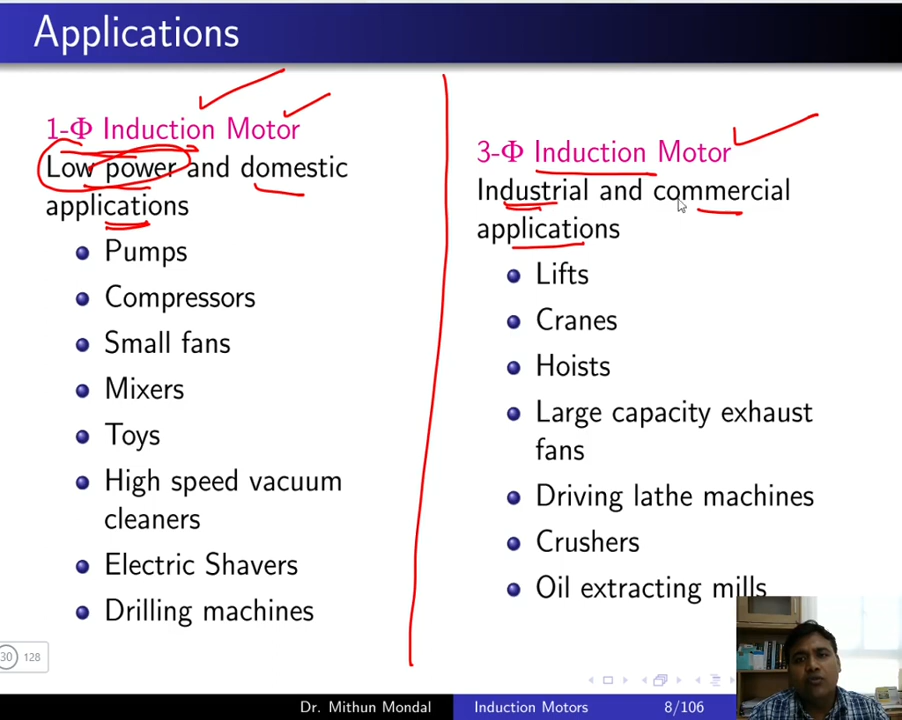 Applications
1-Φ Induction Motor
Low power and domestic
applications
Pumps
Compressors
Small fans
Mixers
Toys
High speed vacuum
cleaners
Electric Shavers
Drilling machines
3-Φ Induction Motor
Industrial and commercial
applications
Lifts
Cranes
Hoists
Large capacity exhaust
fans
Driving lathe machines
Crushers
Oil extracting mills
30 128
Dr. Mithun Mondal Induction Motors 8/106